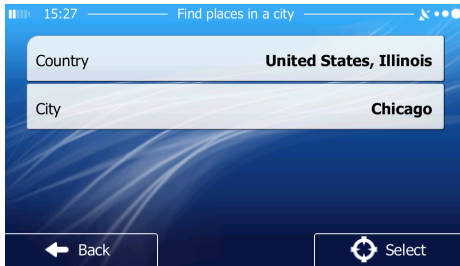 15:27 Find places in a city
Country United States, Illinois
City Chicago
Back Select